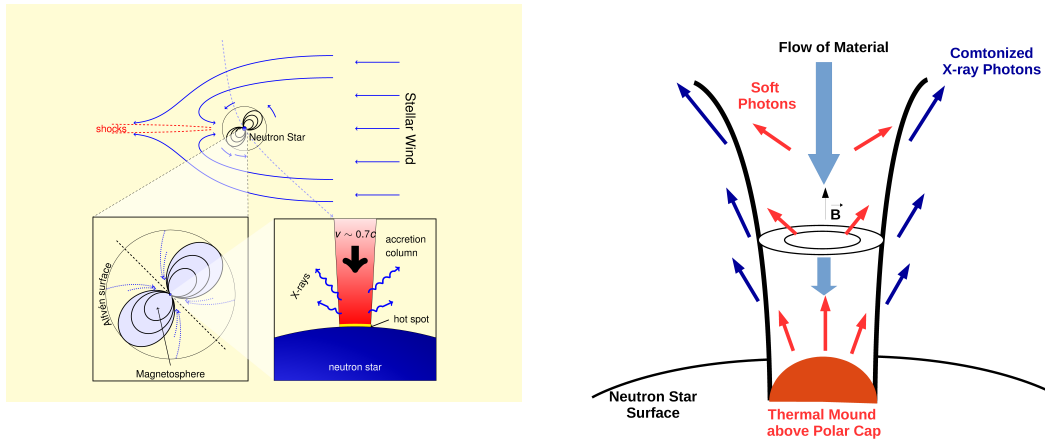 shocks
Neutron Star
Stellar Wind
Alfvén surface
Magnetosphere
v ∼ 0.7c
accretion
column
X-rays
hot spot
neutron star
Flow of Material
Comtonized
X-ray Photons
Soft
Photons
B
Neutron Star
Surface
Thermal Mound
above Polar Cap